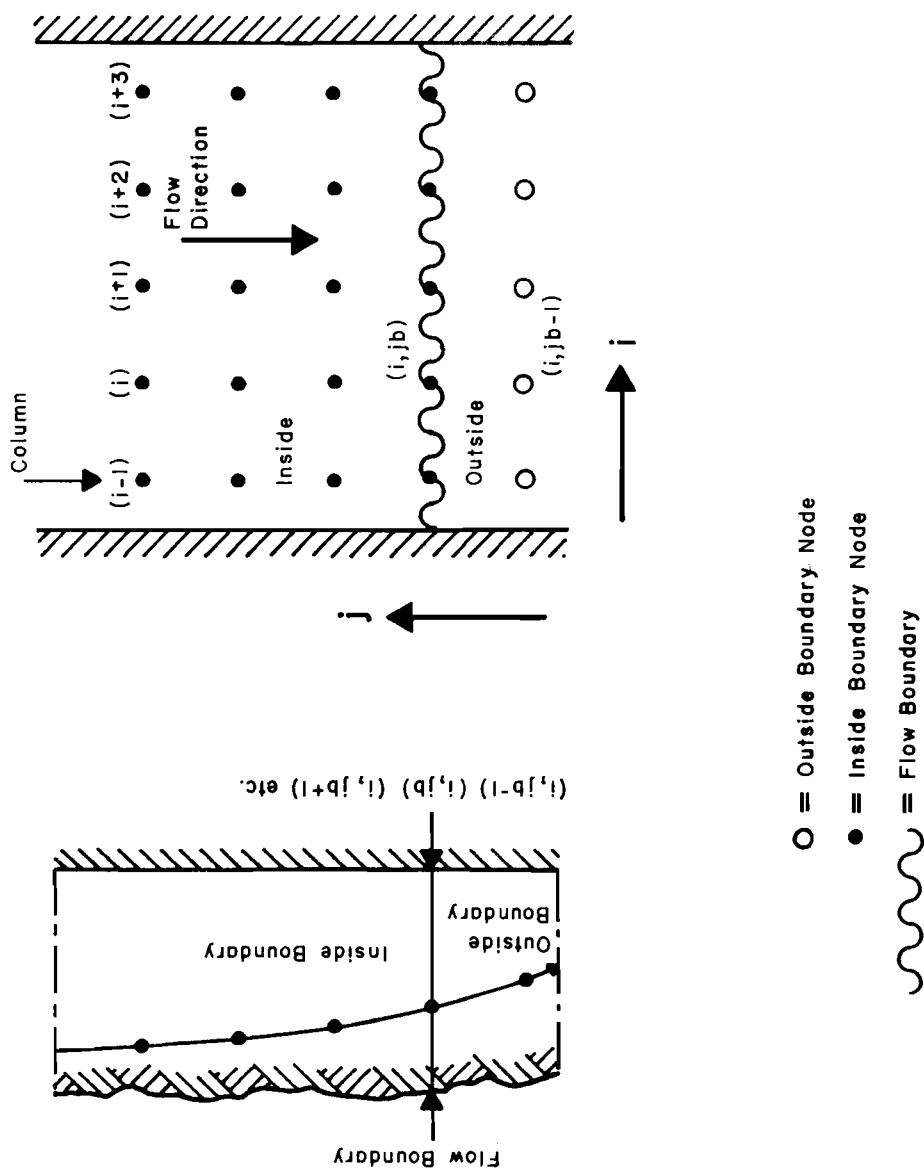 Column
(i-1)
(i)
(i+1)
(i+2)
(i+3)
Flow
Direction
Inside
(i,jb)
Outside
(i,jb-1)
i
j
Flow Boundary
Inside Boundary
Outside
Boundary
(i,jb-1) (i,jb) (i,jb+1) etc.
= Outside Boundary Node
= Inside Boundary Node
= Flow Boundary